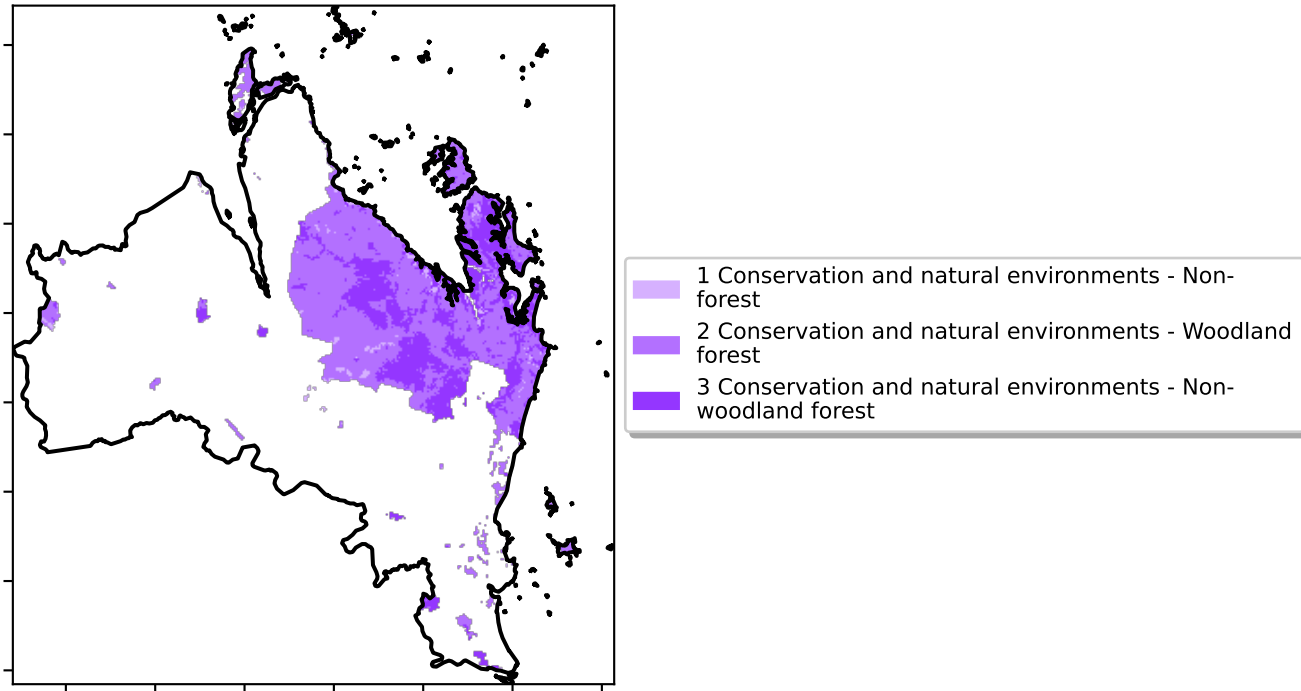 1 Conservation and natural environments - Non-
forest
2 Conservation and natural environments - Woodland
forest
3 Conservation and natural environments - Non-
woodland forest